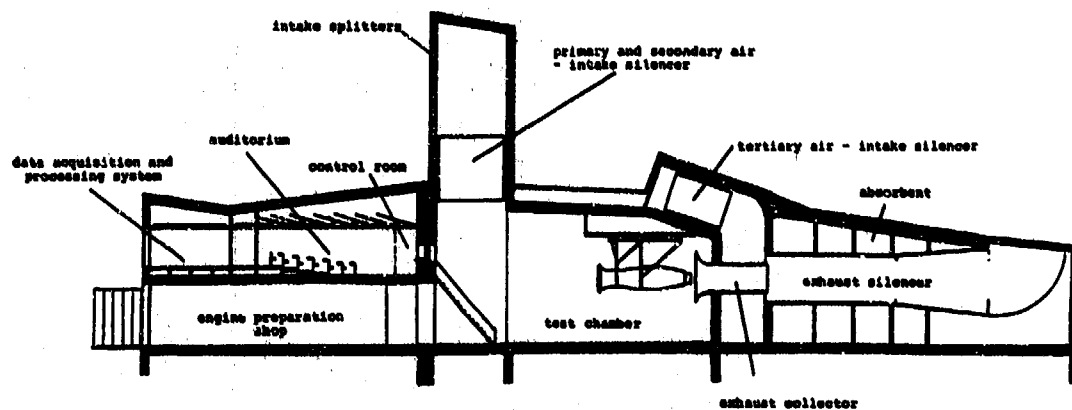 intake splitters
primary and secondary air
- intake silencer
auditorium
tertiary air - intake silencer
data acquisition and
processing system
control room
absorbent
exhaust silencer
engine preparation
shop
test chamber
exhaust collector